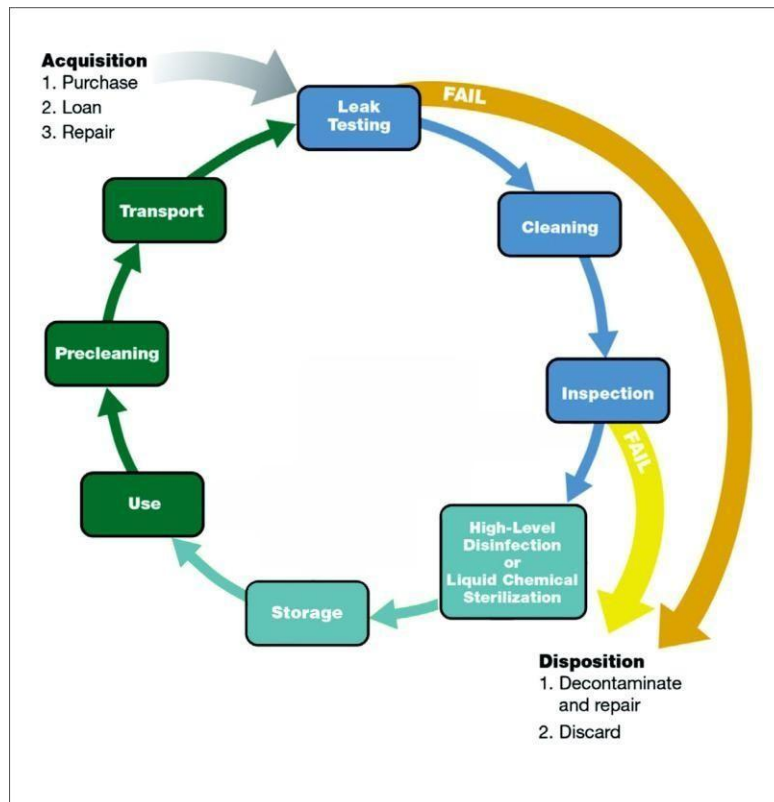 Acquisition
1. Purchase
2. Loan
3. Repair
Leak
Testing
FAIL
Transport
Cleaning
Precleaning
Inspection
FAIL
Use
High-Level
Disinfection
or
Liquid Chemical
Sterilization
Storage
Disposition
1. Decontaminate
and repair
2. Discard